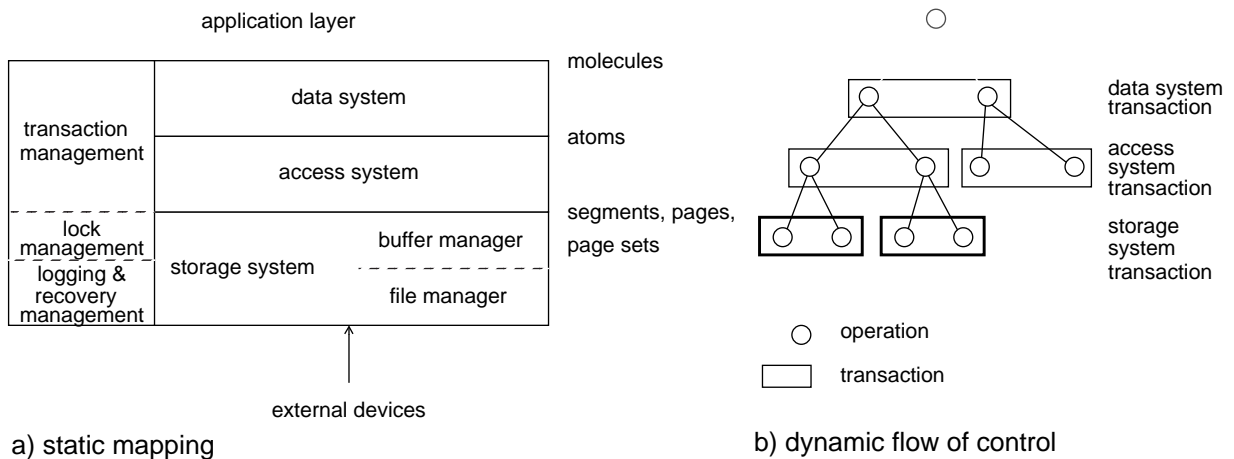 application layer
transaction
management
data system
access system
lock
management
logging &
recovery
management
storage system
buffer manager
file manager
molecules
atoms
segments, pages,
page sets
external devices
a) static mapping
data system
transaction
access
system
transaction
storage
system
transaction
operation
transaction
b) dynamic flow of control